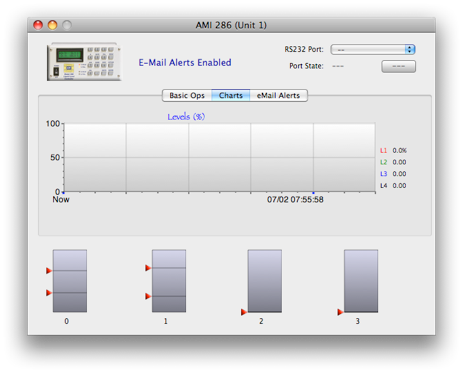 AMI 286 (Unit 1)
E-Mail Alerts Enabled
RS232 Port: --
Port State: --- ---
Basic Ops Charts eMail Alerts
Levels (%)
100
50
0
Now 07/02 07:55:58
L1 0.0%
L2 0.00
L3 0.00
L4 0.00
0 1 2 3